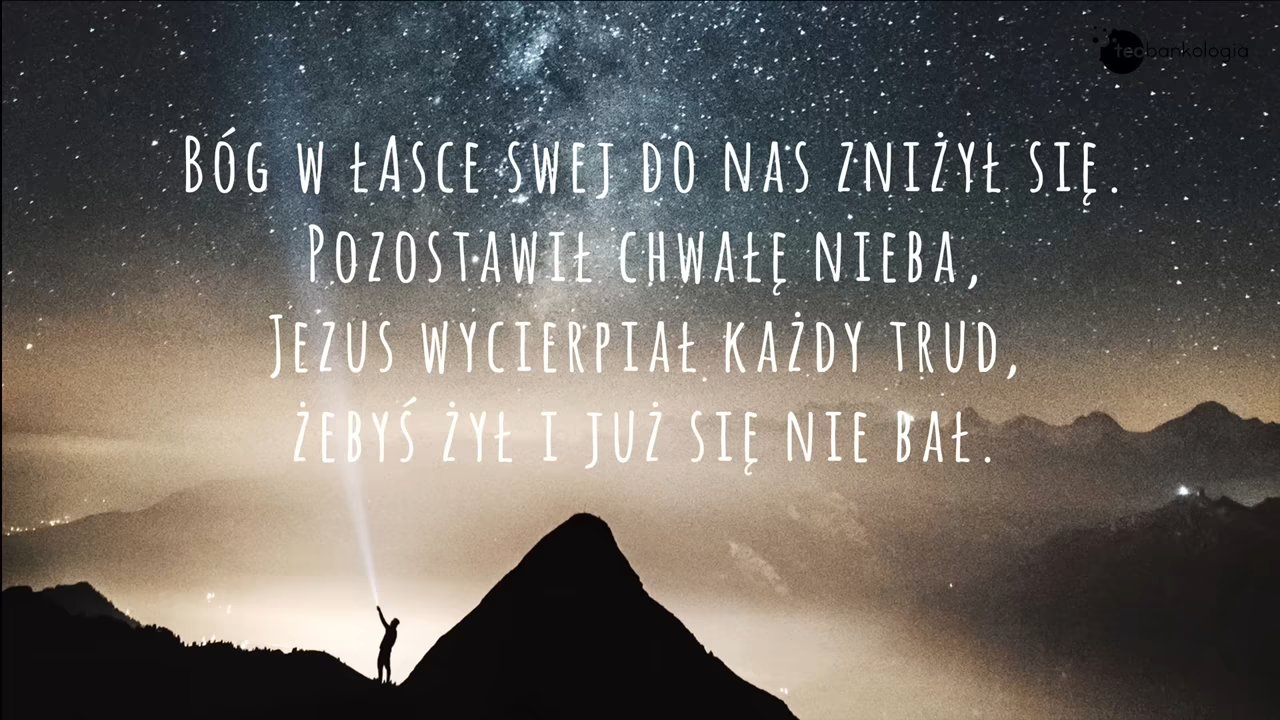 teobankologia
Bóg w łasce swej do nas zniżył się.
Pozostawił chwałę nieba,
Jezus wycierpiał każdy trud,
żebyś żył i już się nie bał.